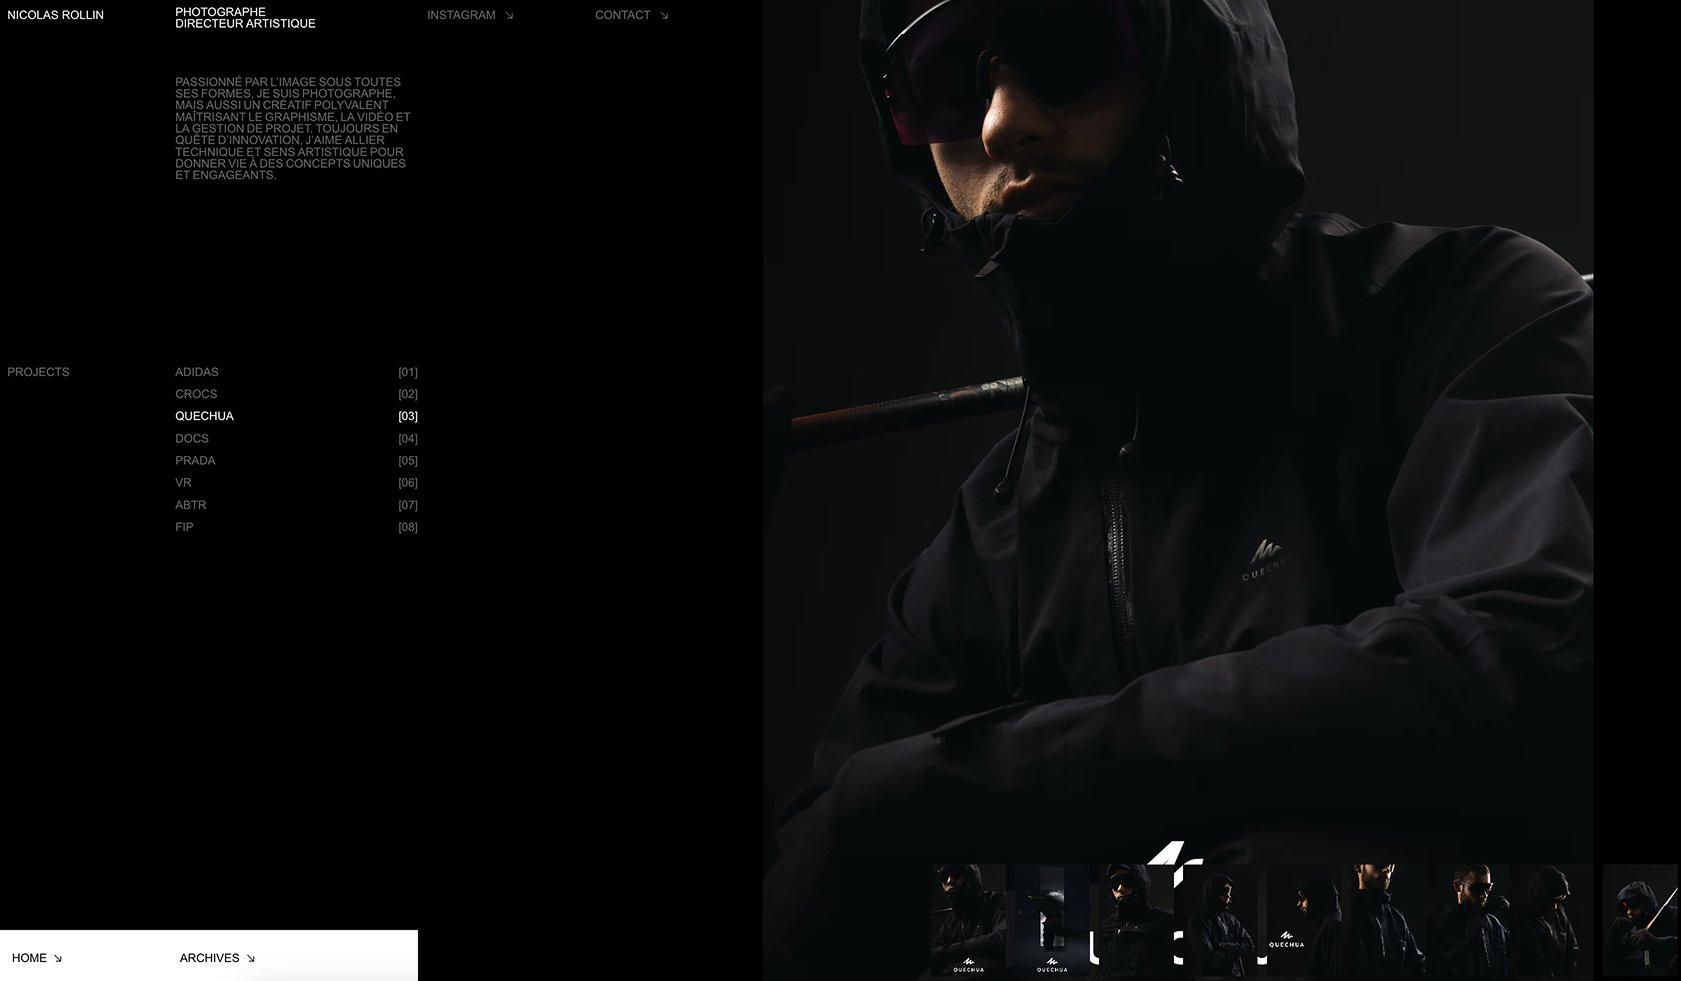 NICOLAS ROLLIN
PHOTOGRAPHE
DIRECTEUR ARTISTIQUE
INSTAGRAM ↘
CONTACT ↘
PASSIONNÉ PAR L'IMAGE SOUS TOUTES
SES FORMES, JE SUIS PHOTOGRAPHE,
MAIS AUSSI UN CRÉATIF POLYVALENT
MAÎTRISANT LE GRAPHISME, LA VIDÉO ET
LA GESTION DE PROJET. TOUJOURS EN
QUÊTE D'INNOVATION, J'AIME ALLIER
TECHNIQUE ET SENS ARTISTIQUE POUR
DONNER VIE À DES CONCEPTS UNIQUES
ET ENGAGEANTS.
PROJECTS
ADIDAS [01]
CROCS [02]
QUECHUA [03]
DOCS [04]
PRADA [05]
VR [06]
ABTR [07]
FIP [08]
QUECHU
QUECHUA
QUECHUA
QUECHUA
HOME ↘
ARCHIVES ↘